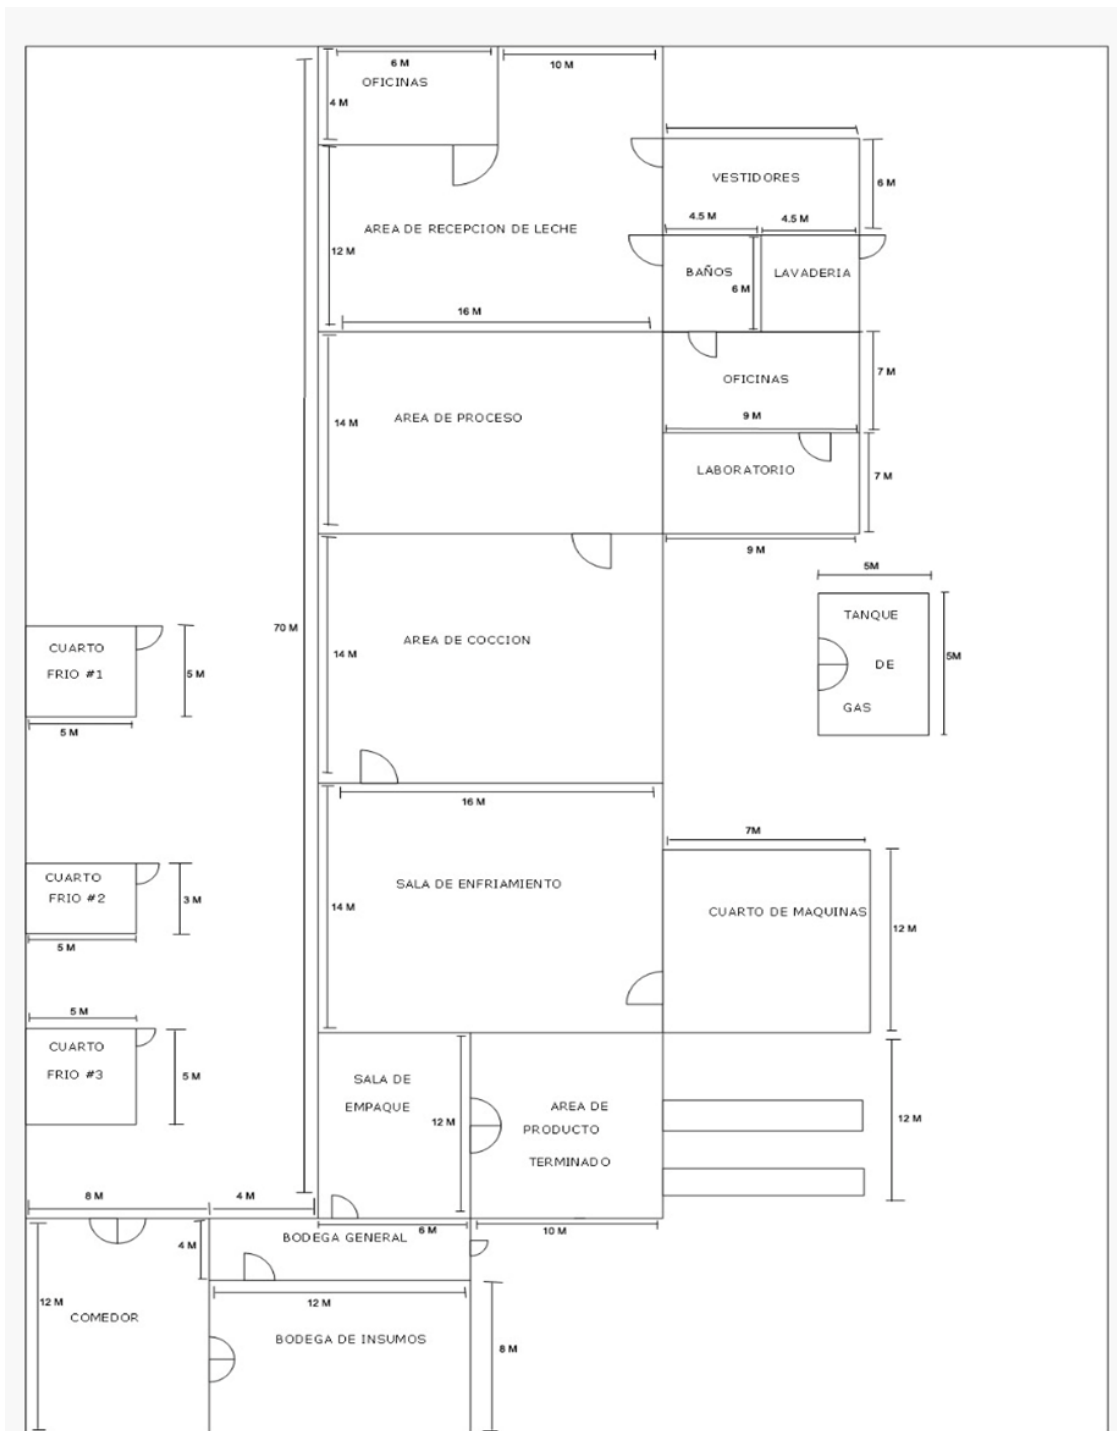 6 M
10 M
OFICINAS
4 M
VESTIDORES
6 M
4.5 M
4.5 M
AREA DE RECEPCION DE LECHE
12 M
BAÑOS
LAVADERIA
6 M
16 M
OFICINAS
7 M
9 M
14 M
AREA DE PROCESO
LABORATORIO
7 M
9 M
5M
TANQUE
DE
GAS
5M
70 M
AREA DE COCCION
14 M
CUARTO
FRIO #1
5 M
5 M
16 M
7M
SALA DE ENFRIAMIENTO
14 M
CUARTO DE MAQUINAS
12 M
CUARTO
FRIO #2
3 M
5 M
5 M
CUARTO
FRIO #3
5 M
SALA DE
EMPAQUE
12 M
AREA DE
PRODUCTO
TERMINADO
12 M
8 M
4 M
6 M
10 M
4 M
BODEGA GENERAL
12 M
COMEDOR
12 M
BODEGA DE INSUMOS
8 M